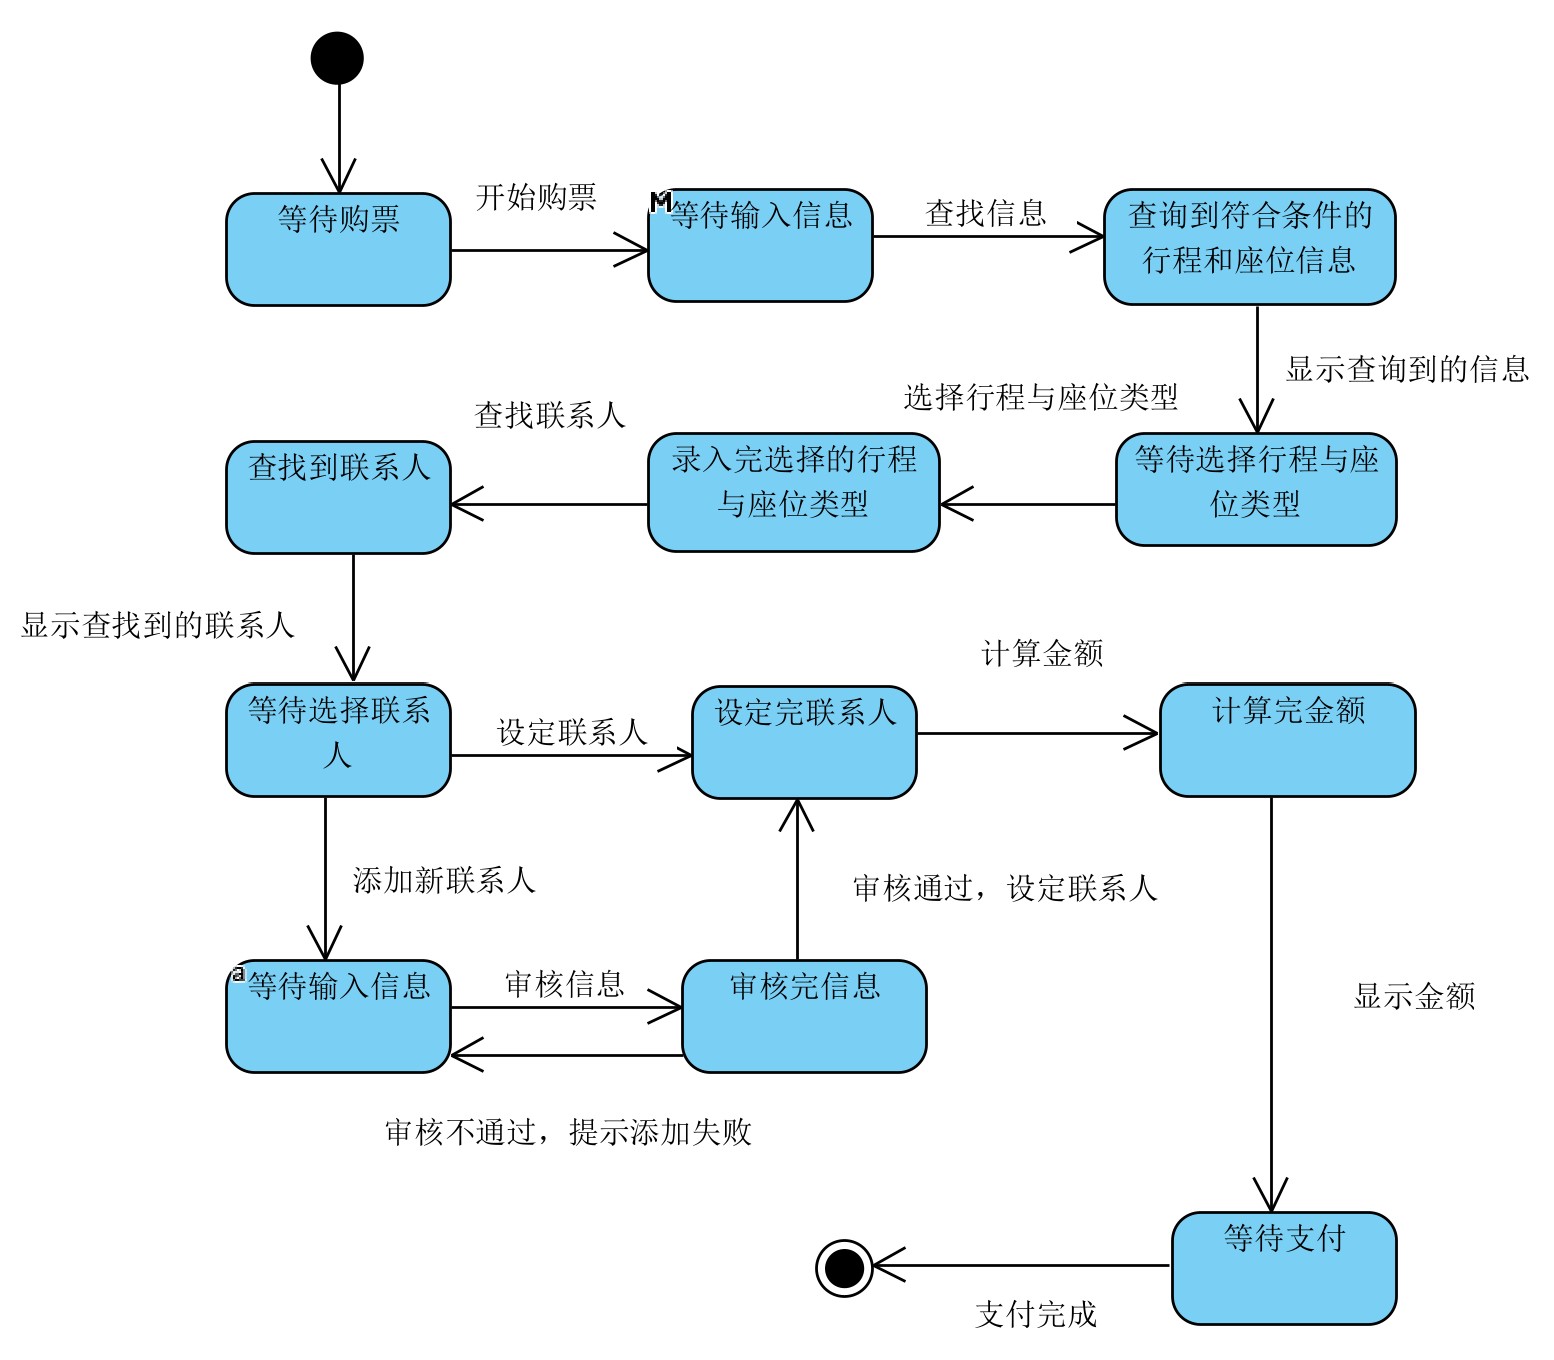 等待购票
开始购票
M
等待输入信息
查找信息
查询到符合条件的
行程和座位信息
显示查询到的信息
选择行程与座位类型
查找联系人
查找到联系人
录入完选择的行程
与座位类型
等待选择行程与座
位类型
显示查找到的联系人
计算金额
等待选择联系
人
设定联系人
设定完联系人
计算完金额
添加新联系人
审核通过，设定联系人
a
等待输入信息
审核信息
审核完信息
显示金额
审核不通过，提示添加失败
等待支付
支付完成